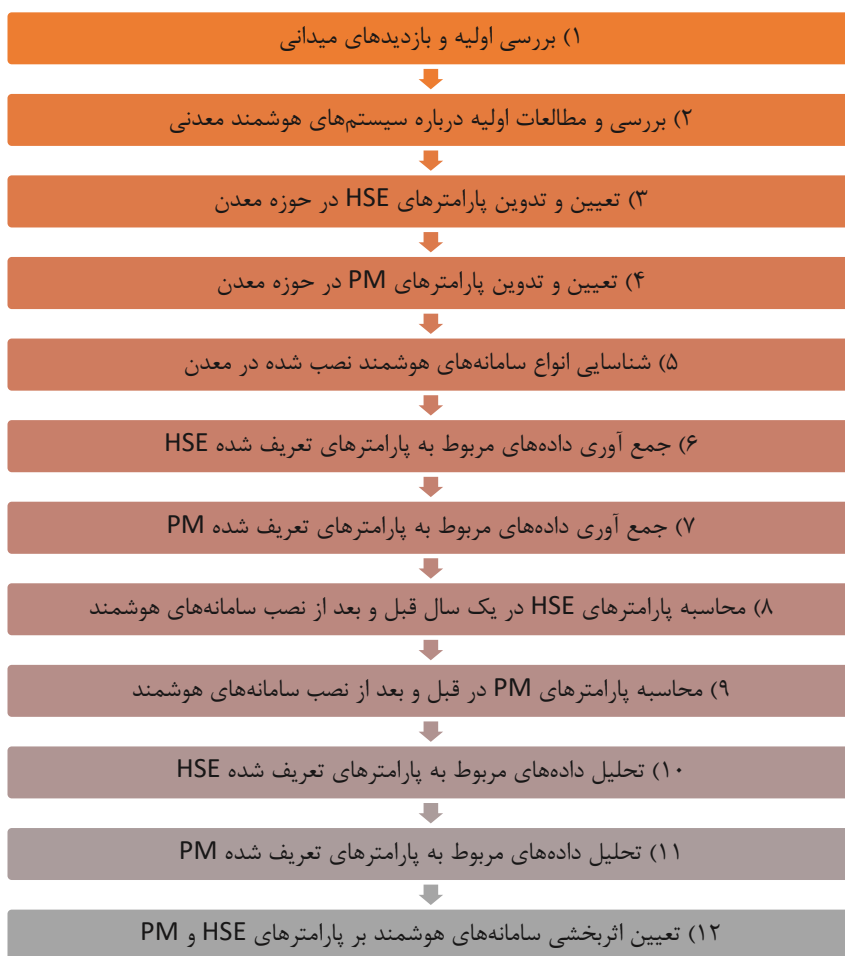 ۱) بررسی اولیه و بازدیدهای میدانی
۲) بررسی و مطالعات اولیه درباره سیستم‌های هوشمند معدنی
۳) تعیین و تدوین پارامترهای HSE در حوزه معدن
۴) تعیین و تدوین پارامترهای PM در حوزه معدن
۵) شناسایی انواع سامانه‌های هوشمند نصب شده در معدن
۶) جمع آوری داده‌های مربوط به پارامترهای تعریف شده HSE
۷) جمع آوری داده‌های مربوط به پارامترهای تعریف شده PM
۸) محاسبه پارامترهای HSE در یک سال قبل و بعد از نصب سامانه‌های هوشمند
۹) محاسبه پارامترهای PM در قبل و بعد از نصب سامانه‌های هوشمند
۱۰) تحلیل داده‌های مربوط به پارامترهای تعریف شده HSE
۱۱) تحلیل داده‌های مربوط به پارامترهای تعریف شده PM
۱۲) تعیین اثربخشی سامانه‌های هوشمند بر پارامترهای HSE و PM